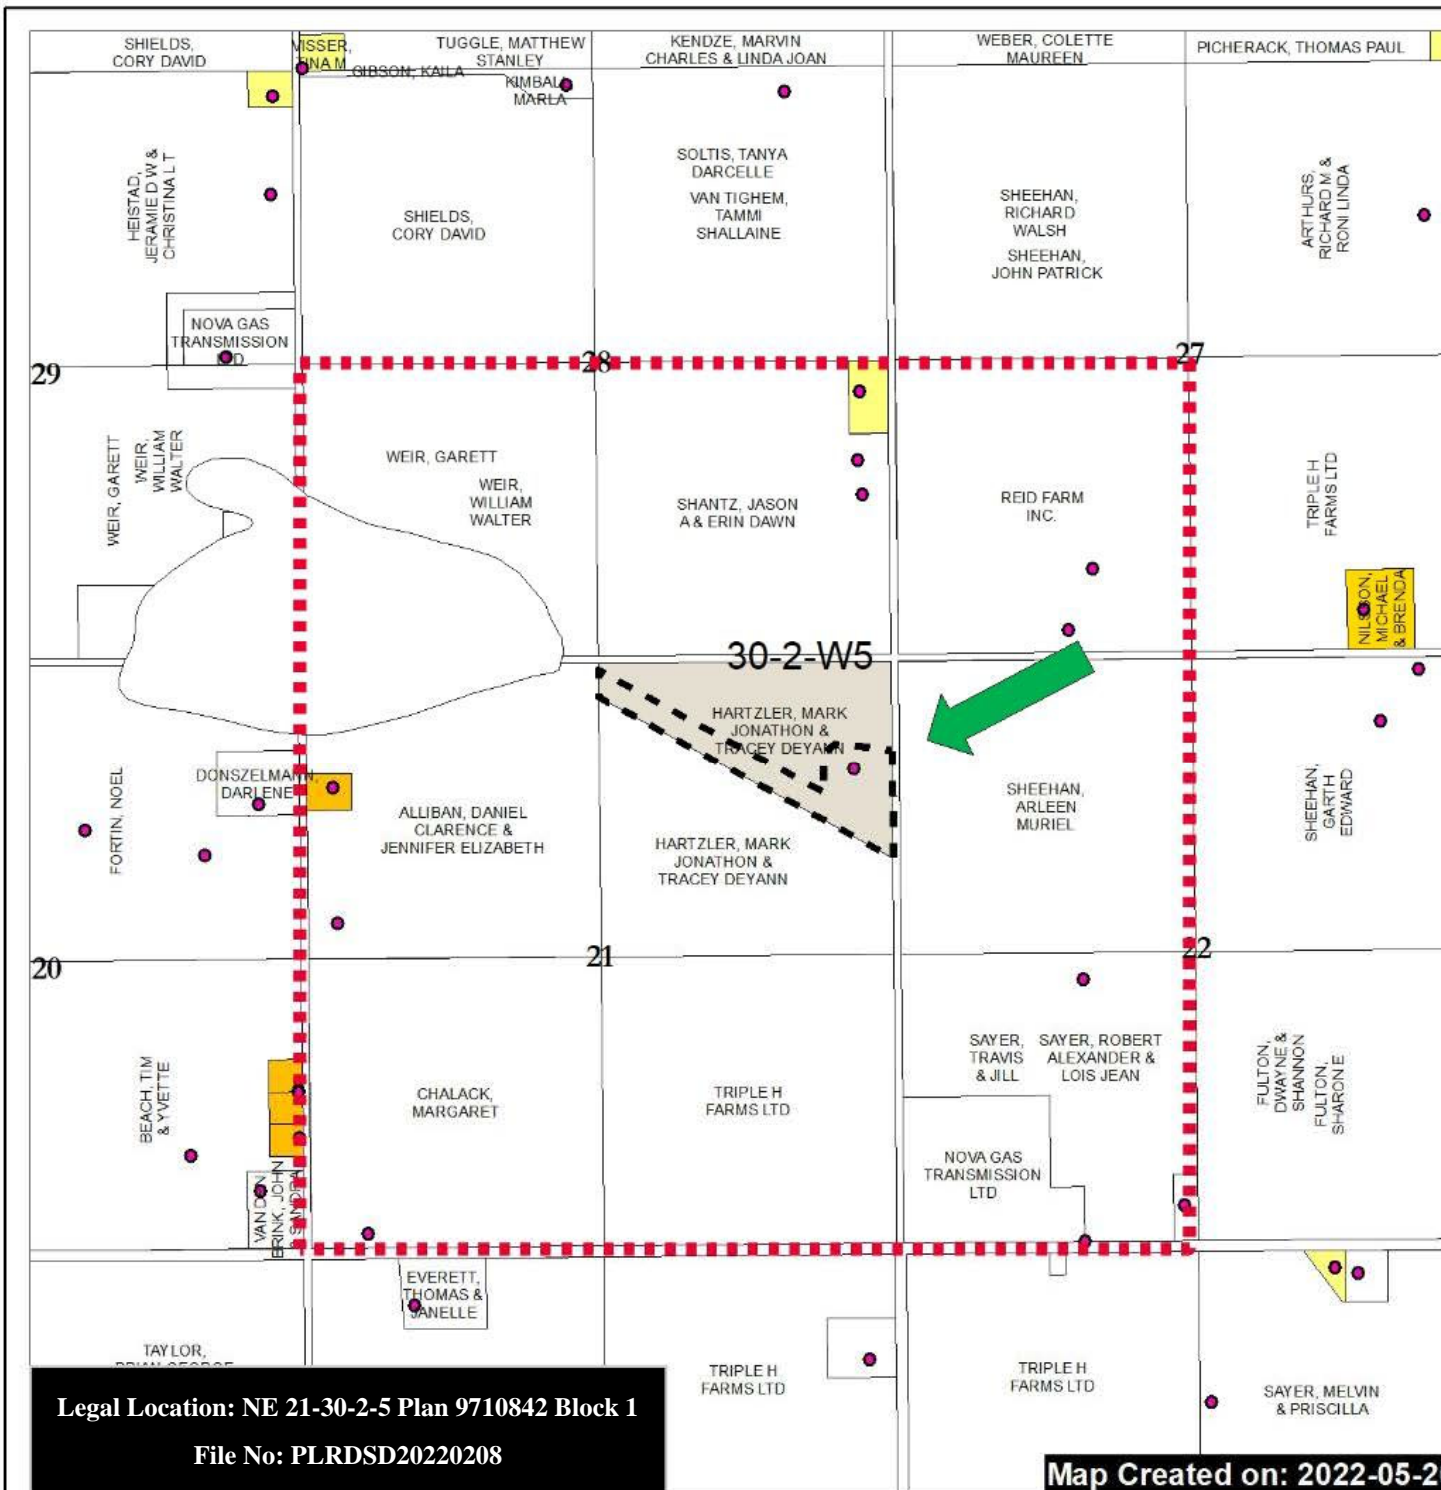 SHIELDS,
CORY DAVID
VISSER,
TINA M
GIBSON, KAILA
TUGGLE, MATTHEW
STANLEY
KIMBALL
MARLA
KENDZE, MARVIN
CHARLES & LINDA JOAN
WEBER, COLETTE
MAUREEN
PICHERACK, THOMAS PAUL
HEISTAD,
JERAMIE D W &
CHRISTINA L T
SHIELDS,
CORY DAVID
SOLTIS, TANYA
DARCELLE
VAN TIGHEM,
TAMMI
SHALLAINE
SHEEHAN,
RICHARD
WALSH
SHEEHAN,
JOHN PATRICK
ARTHURS,
RICHARD M &
RONI LINDA
NOVA GAS
TRANSMISSION
29
28
27
WEIR, GARETT
WEIR,
WILLIAM
WALTER
WEIR, GARETT
WEIR,
WILLIAM
WALTER
SHANTZ, JASON
A & ERIN DAWN
REID FARM
INC.
TRIPLE H
FARMS LTD
NILSSON,
MICHAEL
& BRENDA
30-2-W5
HARTZLER, MARK
JONATHON &
TRACEY DEYANN
FORTIN, NOEL
DONSZELMANN,
DARLENE
ALLIBAN, DANIEL
CLARENCE &
JENNIFER ELIZABETH
HARTZLER, MARK
JONATHON &
TRACEY DEYANN
SHEEHAN,
ARLEEN
MURIEL
SHEEHAN,
GARTH
EDWARD
20
21
22
BEACH, TIM
& YVETTE
CHALACK,
MARGARET
TRIPLE H
FARMS LTD
SAYER,
TRAVIS
& JILL
SAYER, ROBERT
ALEXANDER &
LOIS JEAN
FULTON,
DWAYNE &
SHANNON
FULTON,
SHARON E
NOVA GAS
TRANSMISSION
LTD
VAN DEN
BRINK, JOHN
& SANDRA
EVERETT,
THOMAS &
JANELLE
TAYLOR,
BRIAN GEORGE
TRIPLE H
FARMS LTD
TRIPLE H
FARMS LTD
SAYER, MELVIN
& PRISCILLA
Legal Location: NE 21-30-2-5 Plan 9710842 Block 1
File No: PLRDSD20220208
Map Created on: 2022-05-2